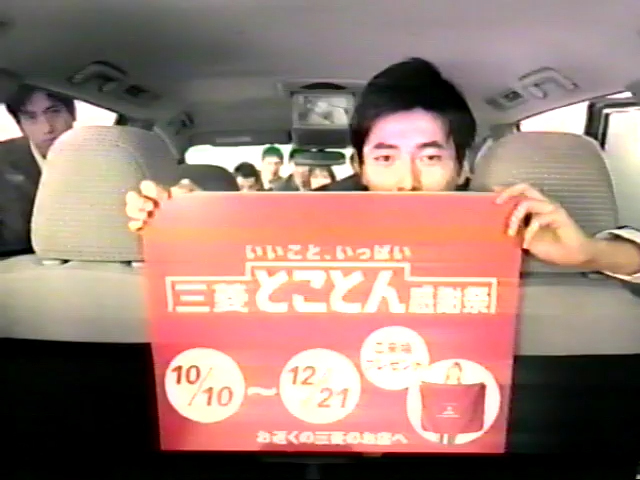 いいこと、いっぱい
三菱とことん感謝祭
10/10～12/21
ご来場
プレゼント
お近くの三菱のお店へ